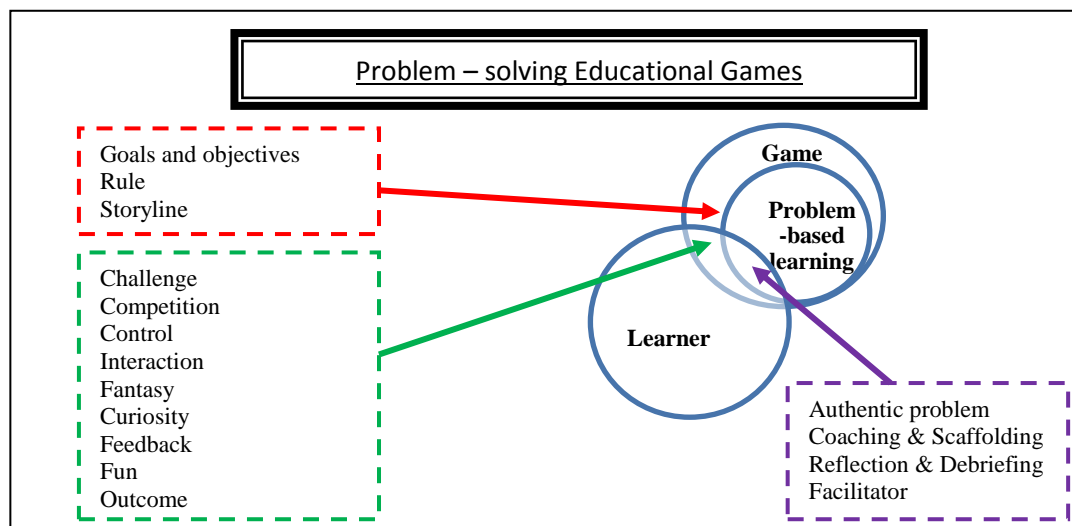 Problem – solving Educational Games
Goals and objectives
Rule
Storyline
Challenge
Competition
Control
Interaction
Fantasy
Curiosity
Feedback
Fun
Outcome
Game
Problem
-based
learning
Learner
Authentic problem
Coaching & Scaffolding
Reflection & Debriefing
Facilitator